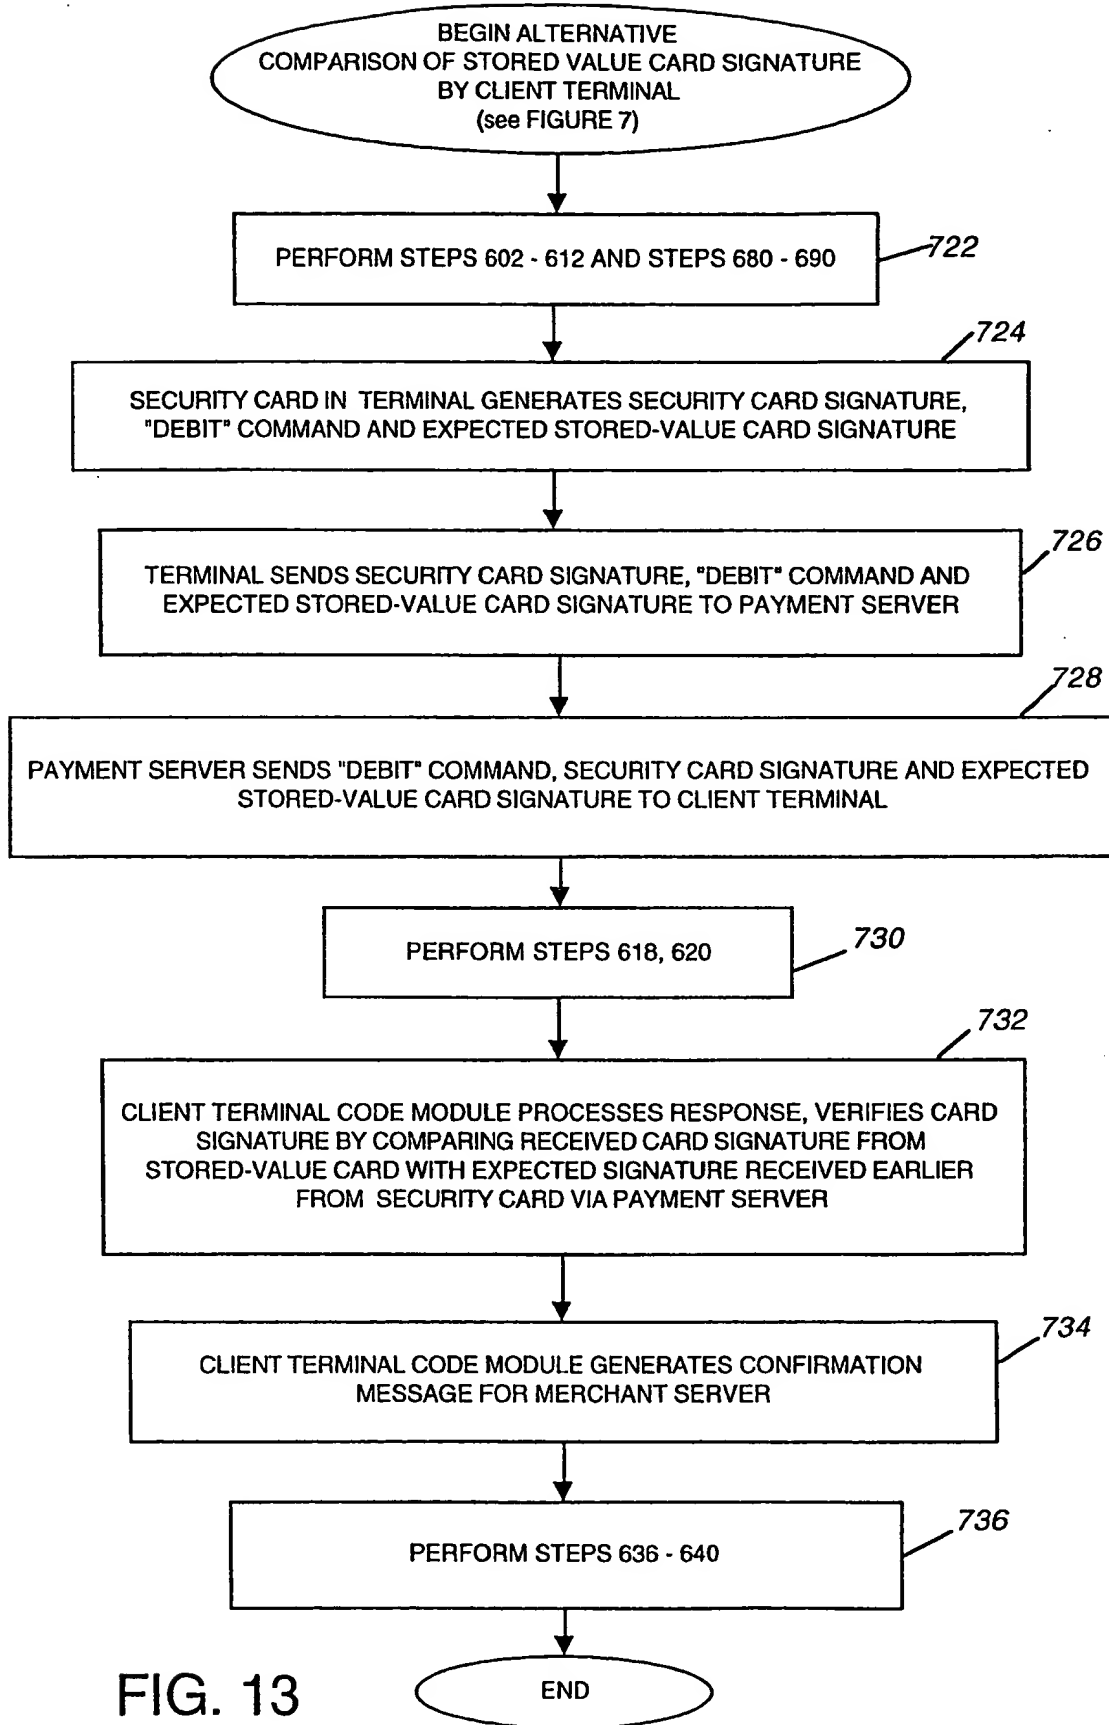 BEGIN ALTERNATIVE
COMPARISON OF STORED VALUE CARD SIGNATURE
BY CLIENT TERMINAL
(see FIGURE 7)
PERFORM STEPS 602 - 612 AND STEPS 680 - 690
722
724
SECURITY CARD IN TERMINAL GENERATES SECURITY CARD SIGNATURE,
"DEBIT" COMMAND AND EXPECTED STORED-VALUE CARD SIGNATURE
726
TERMINAL SENDS SECURITY CARD SIGNATURE, "DEBIT" COMMAND AND
EXPECTED STORED-VALUE CARD SIGNATURE TO PAYMENT SERVER
728
PAYMENT SERVER SENDS "DEBIT" COMMAND, SECURITY CARD SIGNATURE AND EXPECTED
STORED-VALUE CARD SIGNATURE TO CLIENT TERMINAL
PERFORM STEPS 618, 620
730
732
CLIENT TERMINAL CODE MODULE PROCESSES RESPONSE, VERIFIES CARD
SIGNATURE BY COMPARING RECEIVED CARD SIGNATURE FROM
STORED-VALUE CARD WITH EXPECTED SIGNATURE RECEIVED EARLIER
FROM SECURITY CARD VIA PAYMENT SERVER
734
CLIENT TERMINAL CODE MODULE GENERATES CONFIRMATION
MESSAGE FOR MERCHANT SERVER
736
PERFORM STEPS 636 - 640
END
FIG. 13